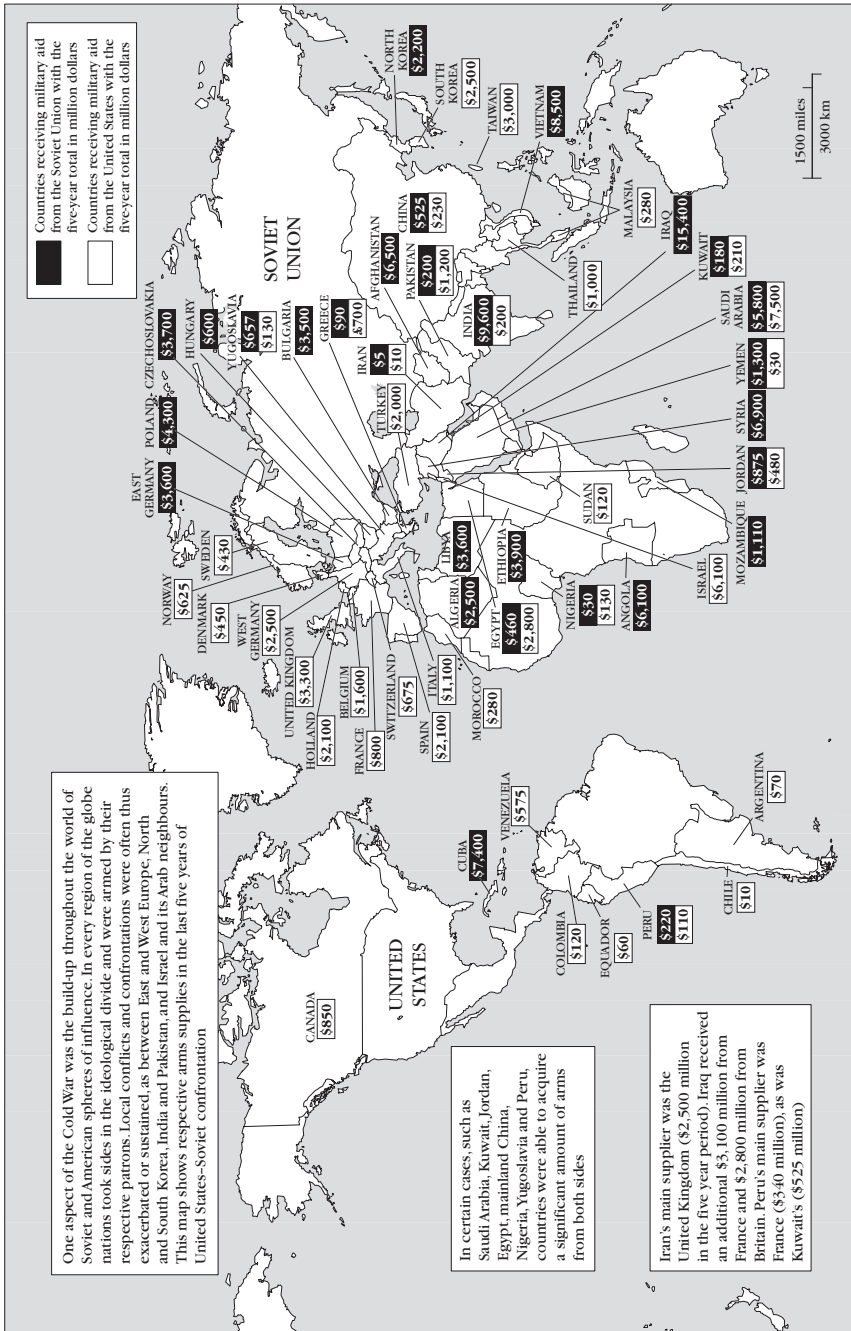 One aspect of the Cold War was the build-up throughout the world of
Soviet and American spheres of influence. In every region of the globe
nations took sides in the ideological divide and were armed by their
respective patrons. Local conflicts and confrontations were often thus
exacerbated or sustained, as between East and West Europe, North
and South Korea, India and Pakistan, and Israel and its Arab neighbours.
This map shows respective arms supplies in the last five years of
United States–Soviet confrontation
Countries receiving military aid
from the Soviet Union with the
five-year total in million dollars
Countries receiving military aid
from the United States with the
five-year total in million dollars
CANADA
$850
UNITED
STATES
In certain cases, such as
Saudi Arabia, Kuwait, Jordan,
Egypt, mainland China,
Nigeria, Yugoslavia and Peru,
countries were able to acquire
a significant amount of arms
from both sides
Iran's main supplier was the
United Kingdom ($2,500 million
in the five year period). Iraq received
an additional $3,100 million from
France and $2,800 million from
Britain. Peru's main supplier was
France ($340 million), as was
Kuwait's ($525 million)
CUBA
$7,400
VENEZUELA
$575
COLOMBIA
$120
EQUADOR
$60
PERU
$220
$110
CHILE
$10
ARGENTINA
$70
NORWAY
$625
SWEDEN
$430
DENMARK
$450
WEST
GERMANY
$2,500
UNITED KINGDOM
$3,300
HOLLAND
$2,100
BELGIUM
$1,600
FRANCE
$800
SWITZERLAND
$675
SPAIN
$2,100
ITALY
$1,100
MOROCCO
$280
EAST
GERMANY
$3,600
POLAND
$4,300
CZECHOSLOVAKIA
$3,700
HUNGARY
$600
YUGOSLAVIA
$657
$130
BULGARIA
$3,500
GREECE
$90
£700
TURKEY
$2,000
IRAN
$5
$10
SOVIET
UNION
AFGHANISTAN
$6,500
PAKISTAN
$200
$1,200
CHINA
$525
$230
INDIA
$9,600
$200
NORTH
KOREA
$2,200
SOUTH
KOREA
$2,500
TAIWAN
$3,000
VIETNAM
$8,500
THAILAND
$1,000
MALAYSIA
$280
IRAQ
$15,400
KUWAIT
$180
$210
SAUDI
ARABIA
$5,800
$7,500
YEMEN
$1,300
$30
SYRIA
$6,900
JORDAN
$875
$480
MOZAMBIQUE
$1,110
ISRAEL
$6,100
ALGERIA
$2,500
LIBYA
$3,600
EGYPT
$460
$2,800
ETHIOPIA
$3,900
SUDAN
$120
NIGERIA
$30
$130
ANGOLA
$6,100
1500 miles
3000 km